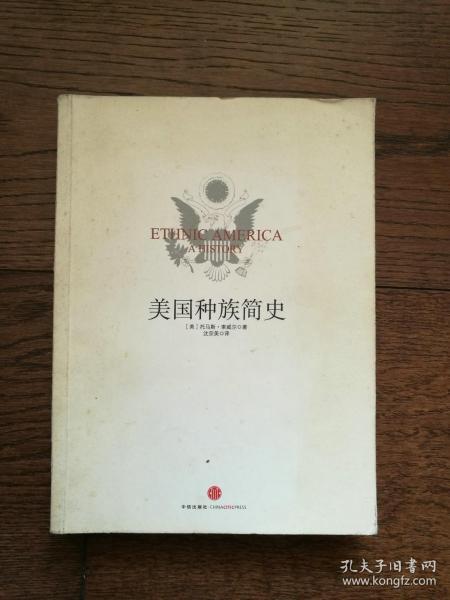 ETHNIC AMERICA
A HISTORY
美国种族简史
［美］托马斯·索威尔◎著
沈宗美◎译
中信出版社·CHINACITICPRESS
孔夫子旧书网
www.kongfz.com